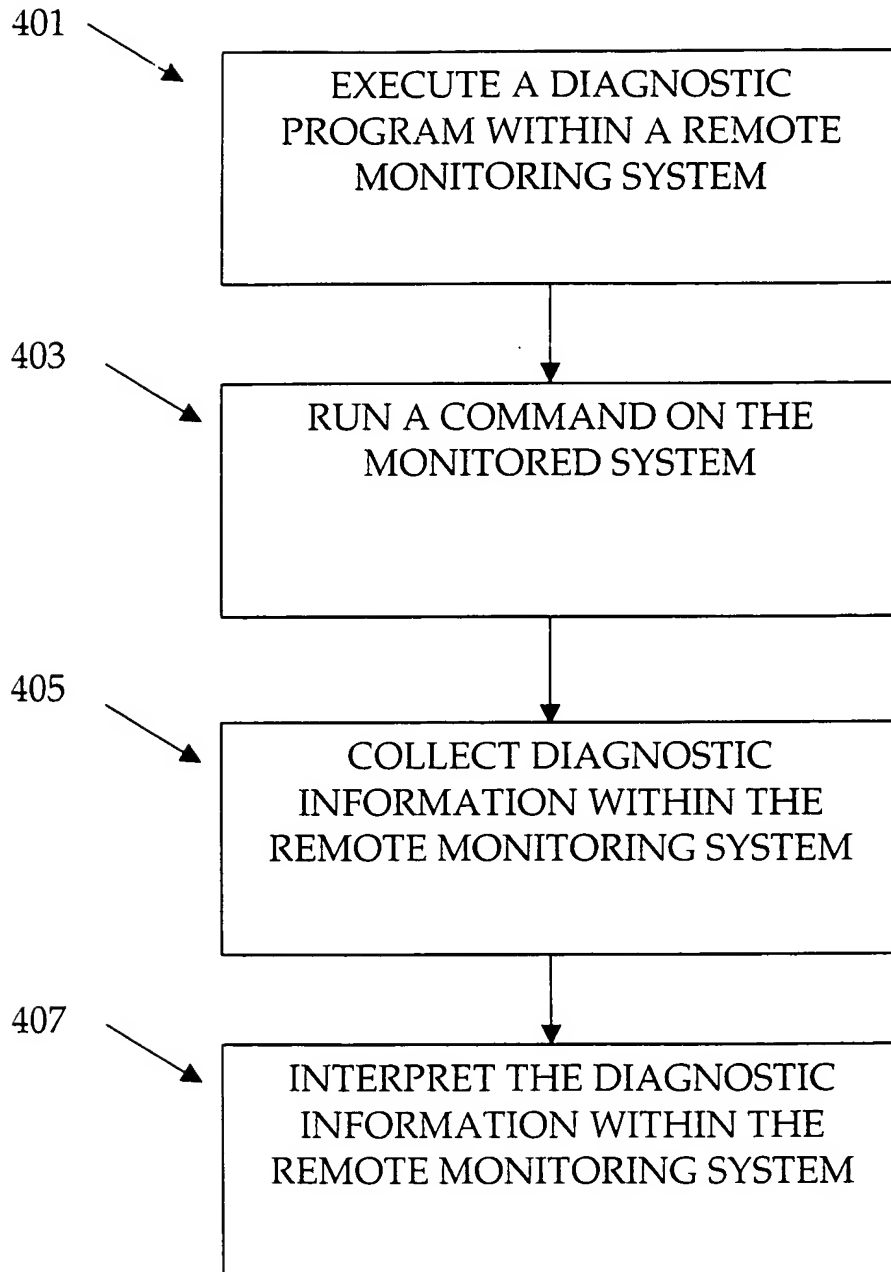 401
EXECUTE A DIAGNOSTIC
PROGRAM WITHIN A REMOTE
MONITORING SYSTEM
403
RUN A COMMAND ON THE
MONITORED SYSTEM
405
COLLECT DIAGNOSTIC
INFORMATION WITHIN THE
REMOTE MONITORING SYSTEM
407
INTERPRET THE DIAGNOSTIC
INFORMATION WITHIN THE
REMOTE MONITORING SYSTEM